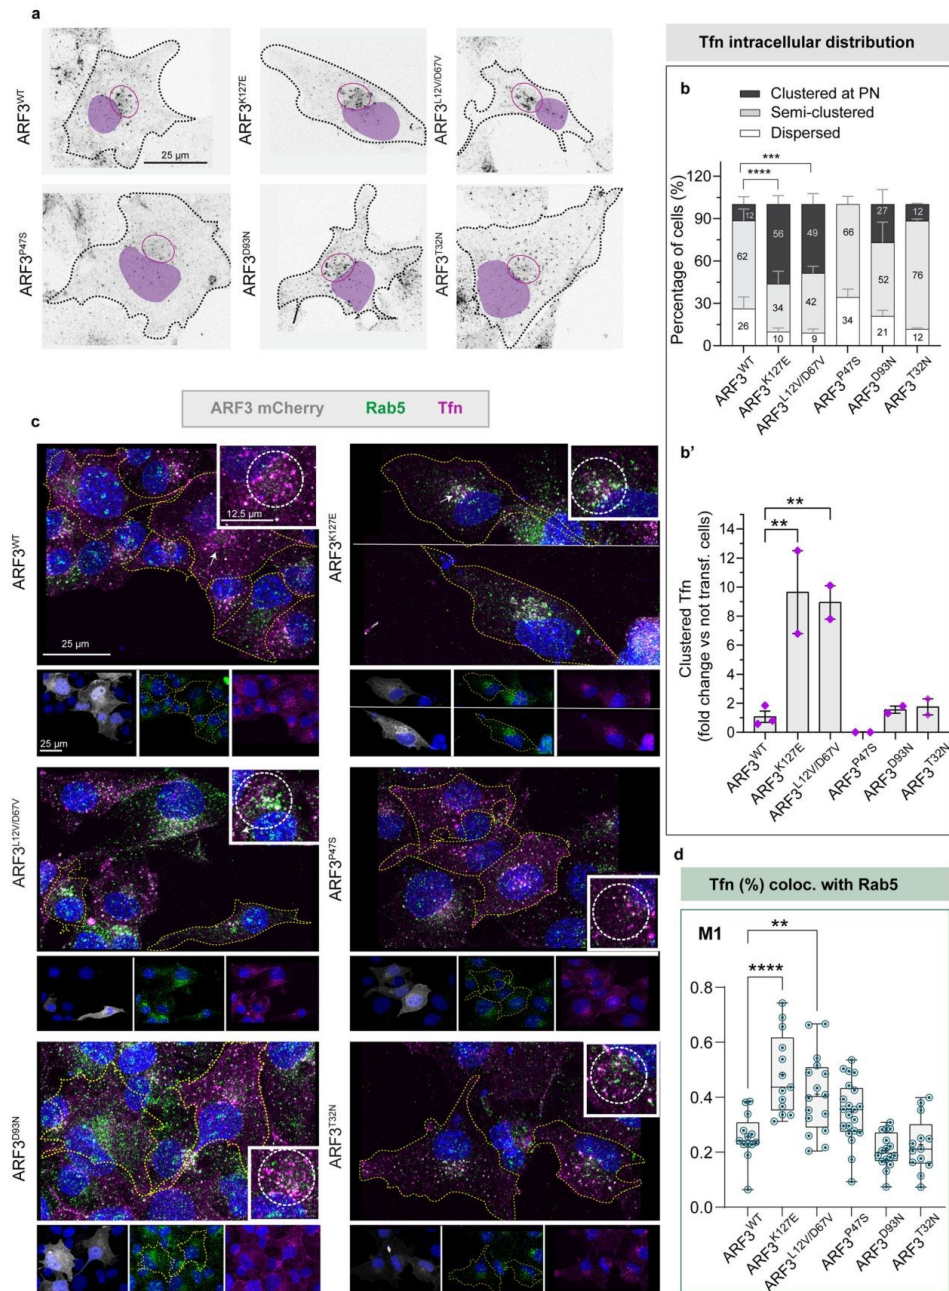 a
ARF3WT
25 µm
ARF3K127E
ARF3L12V/D67V
ARF3P47S
ARF3D93N
ARF3T32N
Tfn intracellular distribution
b
Clustered at PN
Semi-clustered
Dispersed
***
****
Percentage of cells (%)
120
90
60
30
0
12
62
26
56
34
10
49
42
9
66
34
27
52
21
12
76
12
ARF3WT
ARF3K127E
ARF3L12V/D67V
ARF3P47S
ARF3D93N
ARF3T32N
b'
**
**
Clustered Tfn
(fold change vs not transf. cells)
14
12
10
8
6
4
2
0
ARF3WT
ARF3K127E
ARF3L12V/D67V
ARF3P47S
ARF3D93N
ARF3T32N
ARF3 mCherry Rab5 Tfn
c
ARF3WT
12.5 µm
25 µm
25 µm
ARF3K127E
ARF3L12V/D67V
ARF3P47S
ARF3D93N
ARF3T32N
d
Tfn (%) coloc. with Rab5
M1
**
****
0.8
0.6
0.4
0.2
0.0
ARF3WT
ARF3K127E
ARF3L12V/D67V
ARF3P47S
ARF3D93N
ARF3T32N